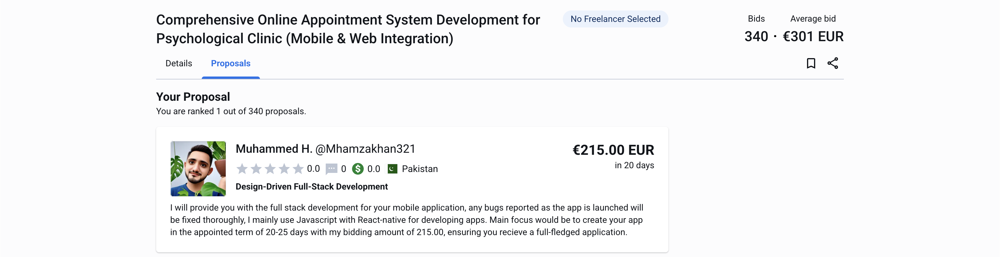 Comprehensive Online Appointment System Development for
Psychological Clinic (Mobile & Web Integration)
No Freelancer Selected
Bids
Average bid
340 · €301 EUR
Details
Proposals
Your Proposal
You are ranked 1 out of 340 proposals.
Muhammed H. @Mhamzakhan321
€215.00 EUR
0.0 0 0.0 Pakistan
in 20 days
Design-Driven Full-Stack Development
I will provide you with the full stack development for your mobile application, any bugs reported as the app is launched will
be fixed thoroughly, I mainly use Javascript with React-native for developing apps. Main focus would be to create your app
in the appointed term of 20-25 days with my bidding amount of 215.00, ensuring you recieve a full-fledged application.